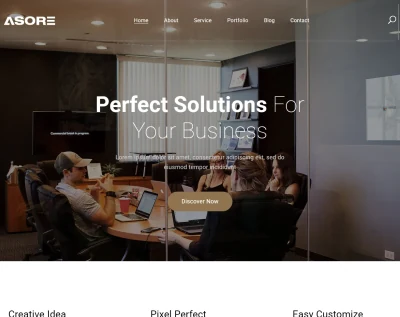 ASORE
Home About Service Portfolio Blog Contact
Perfect Solutions For
Your Business
Lorem ipsum dolor sit amet, consectetur adipiscing elit, sed do
eiusmod tempor incididunt
Discover Now
Creative Idea
Pixel Perfect
Easy Customize